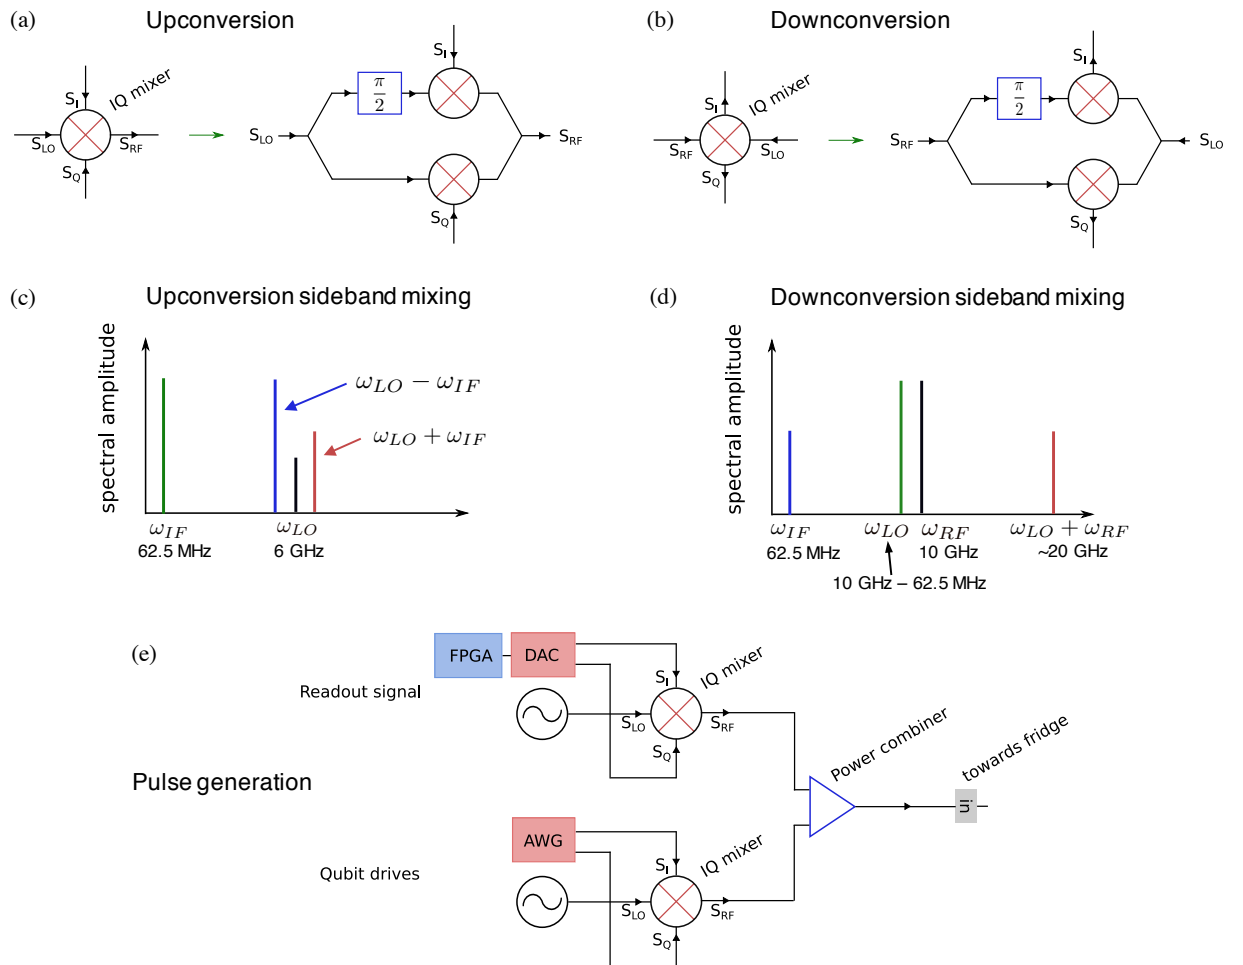 (a) Upconversion
S_I
IQ mixer
S_LO
S_RF
S_Q
S_LO
π/2
S_I
S_Q
S_RF
(b) Downconversion
S_I
IQ mixer
S_RF
S_LO
S_Q
S_RF
π/2
S_I
S_Q
S_LO
(c) Upconversion sideband mixing
spectral amplitude
ω_LO − ω_IF
ω_LO + ω_IF
ω_IF
62.5 MHz
ω_LO
6 GHz
(d) Downconversion sideband mixing
spectral amplitude
ω_IF
62.5 MHz
ω_LO
10 GHz – 62.5 MHz
ω_RF
10 GHz
ω_LO + ω_RF
~20 GHz
(e)
FPGA
DAC
Readout signal
S_I
IQ mixer
S_LO
S_RF
S_Q
Pulse generation
Power combiner
towards fridge
in
AWG
Qubit drives
S_I
IQ mixer
S_LO
S_RF
S_Q